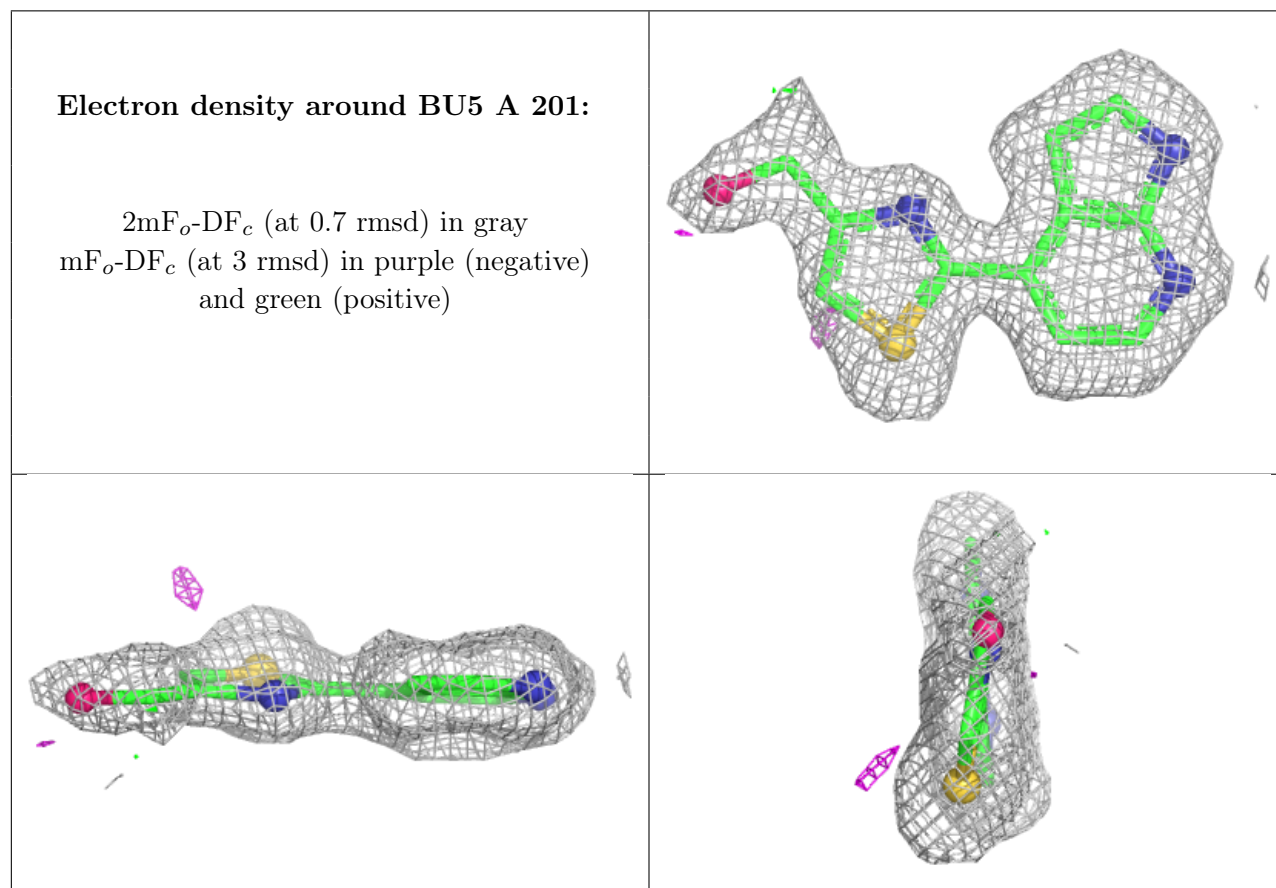 Electron density around BU5 A 201:
2mFo-DFc (at 0.7 rmsd) in gray
mFo-DFc (at 3 rmsd) in purple (negative)
and green (positive)